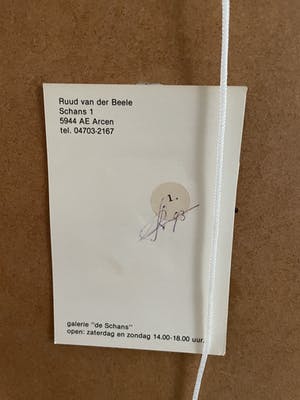 Ruud van der Beele
Schans 1
5944 AE Arcen
tel. 04703-2167
1.
93
galerie "de Schans"
open: zaterdag en zondag 14.00-18.00 uur.